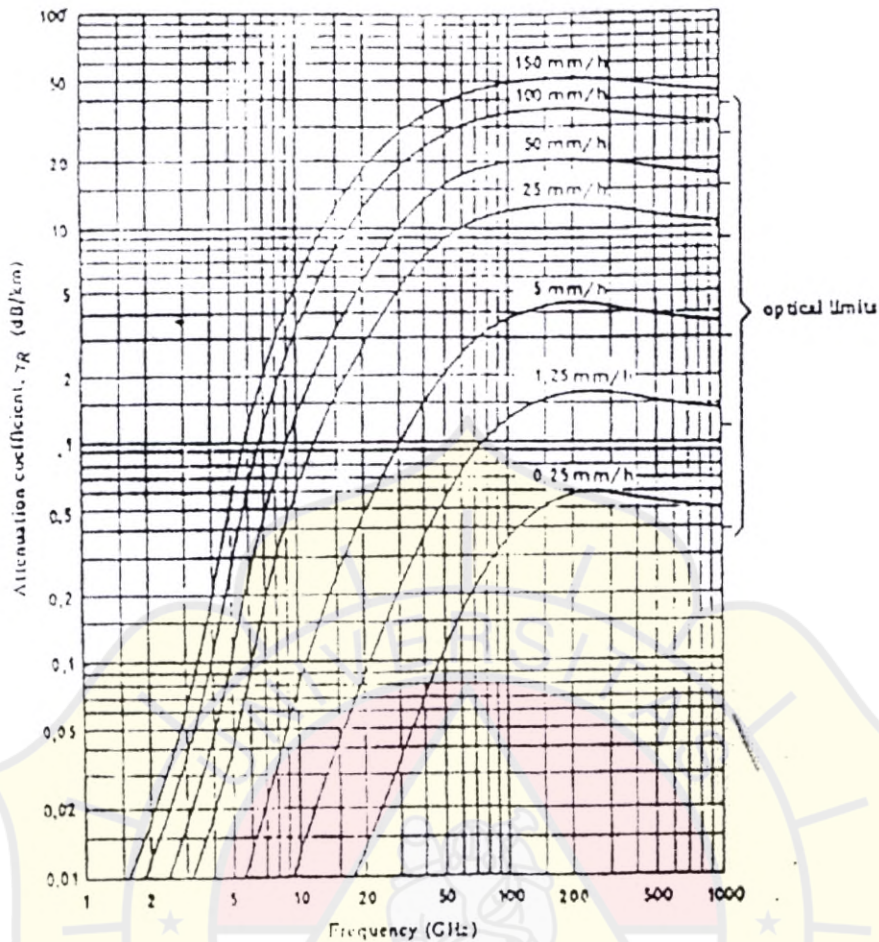 100
50
20
10
5
2
1
0,5
0,2
0,1
0,05
0,02
0,01
Attenuation coefficient, γR (dB/km)
150 mm/h
100 mm/h
50 mm/h
25 mm/h
5 mm/h
1,25 mm/h
0,25 mm/h
optical limits
UNIVERSITAS
1 2 5 10 20 50 100 200 500 1000
Frequency (GHz)